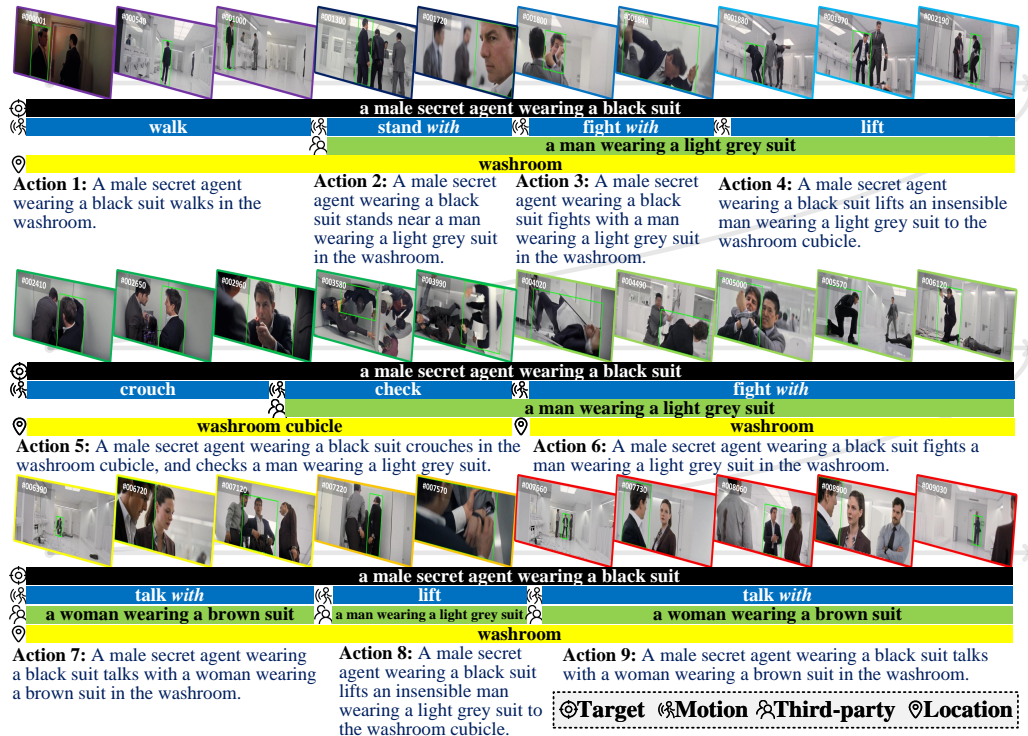 #000001 #000540 #001000 #001300 #001720 #001800 #001840 #001880 #001970 #002190
a male secret agent wearing a black suit
walk stand with fight with lift
a man wearing a light grey suit
washroom
Action 1: A male secret agent
wearing a black suit walks in the
washroom.
Action 2: A male secret
agent wearing a black
suit stands near a man
wearing a light grey suit
in the washroom.
Action 3: A male secret
agent wearing a black
suit fights with a man
wearing a light grey suit
in the washroom.
Action 4: A male secret agent
wearing a black suit lifts an insensible
man wearing a light grey suit to the
washroom cubicle.
#002410 #002650 #002960 #003580 #003990 #004020 #004490 #005000 #005570 #006120
a male secret agent wearing a black suit
crouch check fight with
a man wearing a light grey suit
washroom cubicle washroom
Action 5: A male secret agent wearing a black suit crouches in the
washroom cubicle, and checks a man wearing a light grey suit.
Action 6: A male secret agent wearing a black suit fights a
man wearing a light grey suit in the washroom.
#006390 #006720 #007120 #007220 #007570 #007660 #007730 #008060 #008900 #009030
a male secret agent wearing a black suit
talk with lift talk with
a woman wearing a brown suit a man wearing a light grey suit a woman wearing a brown suit
washroom
Action 7: A male secret agent wearing
a black suit talks with a woman wearing
a brown suit in the washroom.
Action 8: A male secret
agent wearing a black suit
lifts an insensible man
wearing a light grey suit to
the washroom cubicle.
Action 9: A male secret agent wearing a black suit talks
with a woman wearing a brown suit in the washroom.
Target Motion Third-party Location